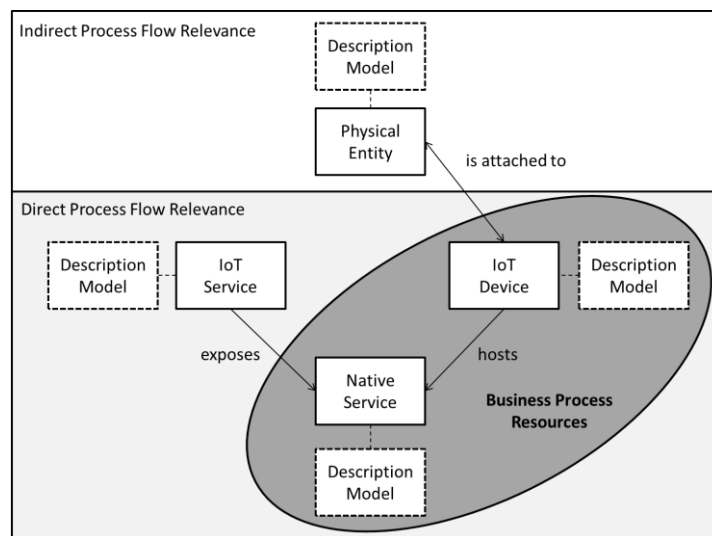 Indirect Process Flow Relevance
Description
Model
Physical
Entity
is attached to
Direct Process Flow Relevance
Description
Model
IoT
Service
IoT
Device
Description
Model
exposes
hosts
Native
Service
Business Process
Resources
Description
Model